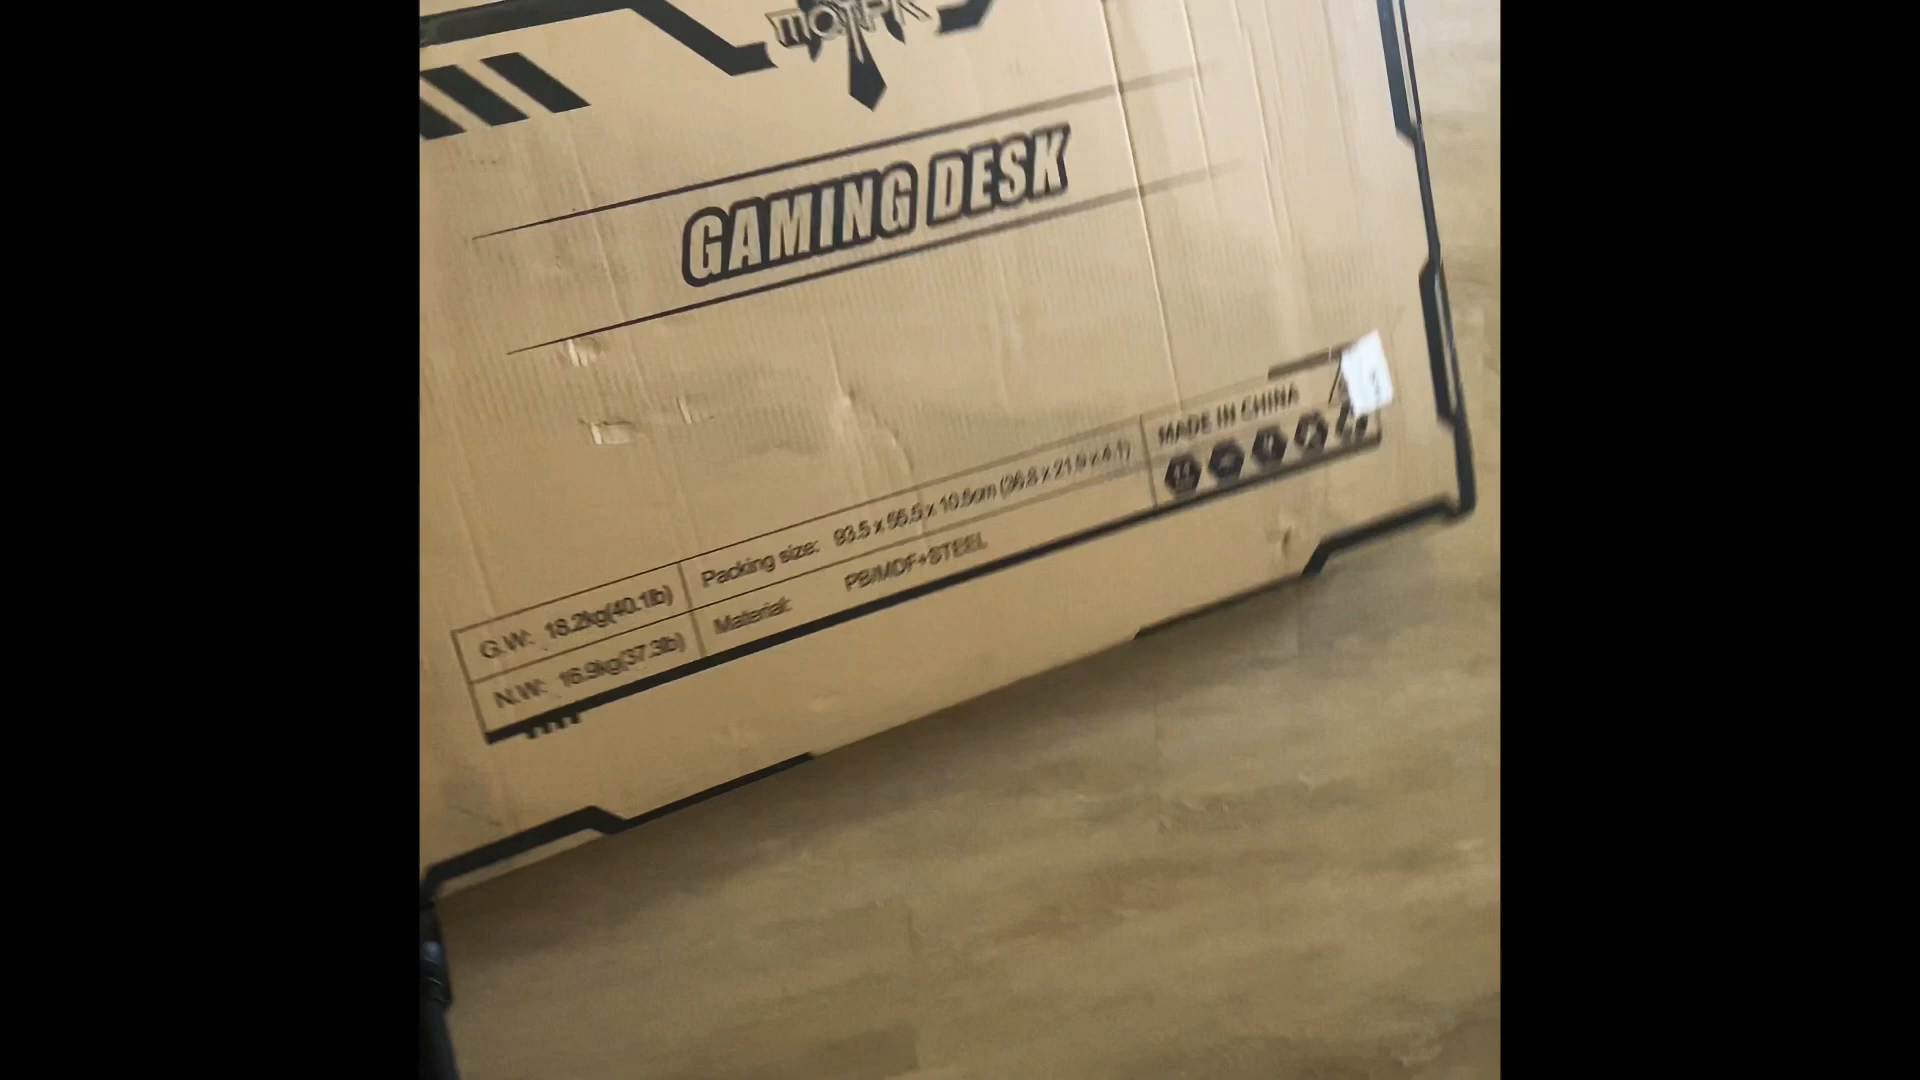 MOTPK
GAMING DESK
MADE IN CHINA
G.W: 18.2kg(40.1lb) Packing size: 93.5 x 55.5 x 10.5cm (36.8 x 21.9 x 4.1)
N.W: 16.9kg(37.3lb) Material: PB/MDF+STEEL